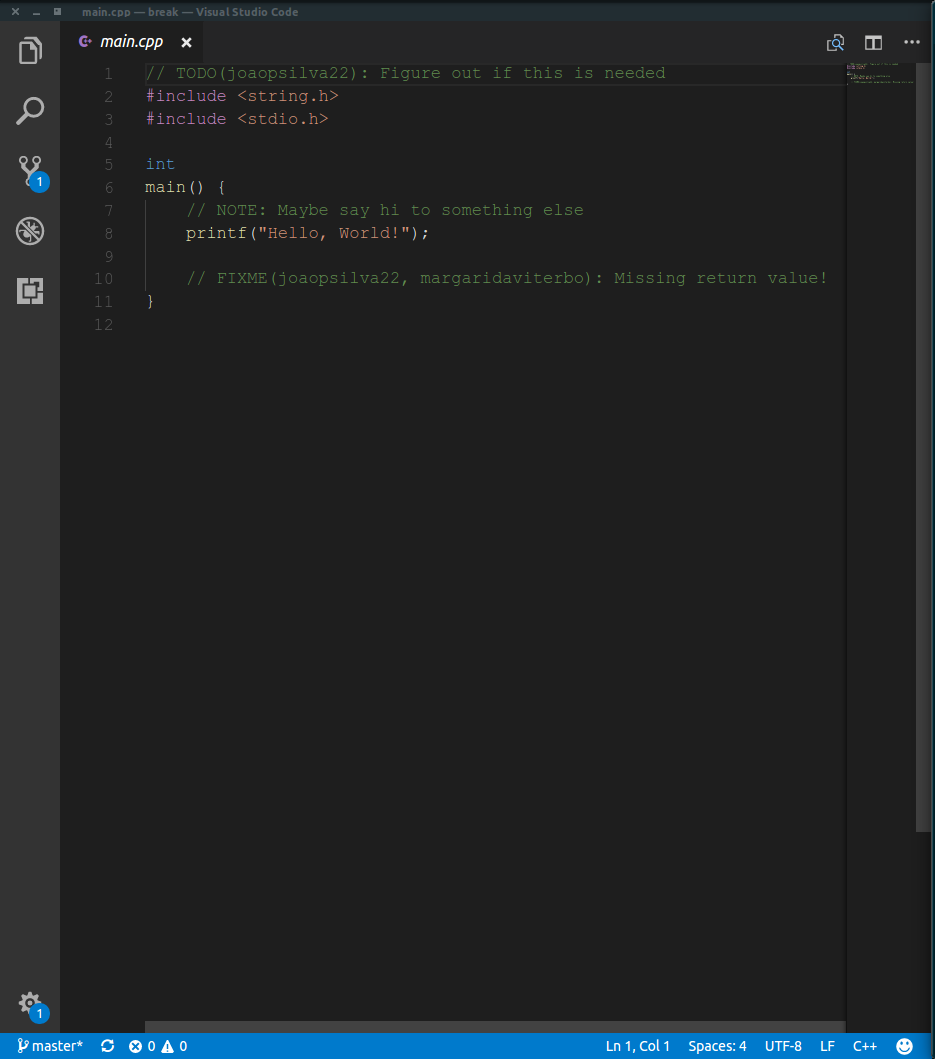 main.cpp — break — Visual Studio Code
main.cpp
1 // TODO(joaopsilva22): Figure out if this is needed
2 #include <string.h>
3 #include <stdio.h>
4
5 int
6 main() {
7 // NOTE: Maybe say hi to something else
8 printf("Hello, World!");
9
10 // FIXME(joaopsilva22, margaridaviterbo): Missing return value!
11 }
12
1
1
master* 0 0 Ln 1, Col 1 Spaces: 4 UTF-8 LF C++